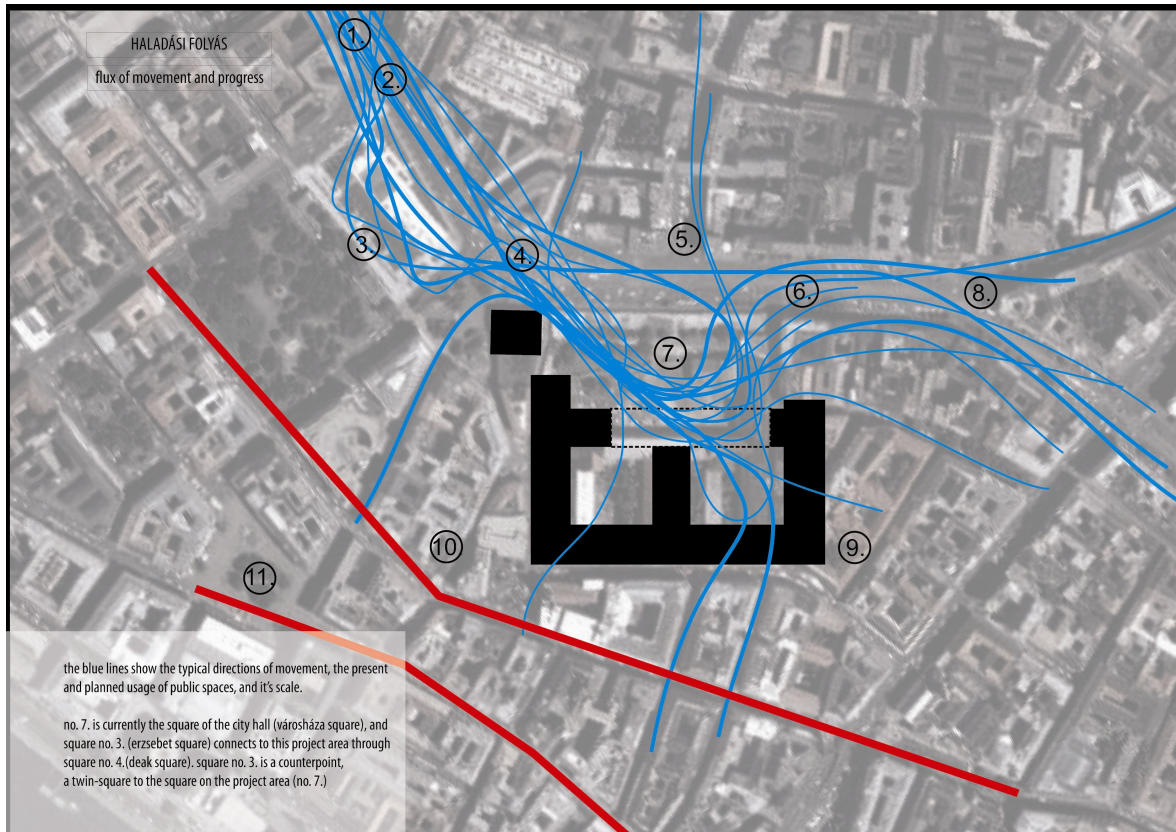 HALADÁSI FOLYÁS
flux of movement and progress
1.
2.
3.
4.
5.
6.
7.
8.
9.
10
11.
the blue lines show the typical directions of movement, the present
and planned usage of public spaces, and it's scale.
no. 7. is currently the square of the city hall (városháza square), and
square no. 3. (erzsebet square) connects to this project area through
square no. 4.(deak square). square no. 3. is a counterpoint,
a twin-square to the square on the project area (no. 7.)